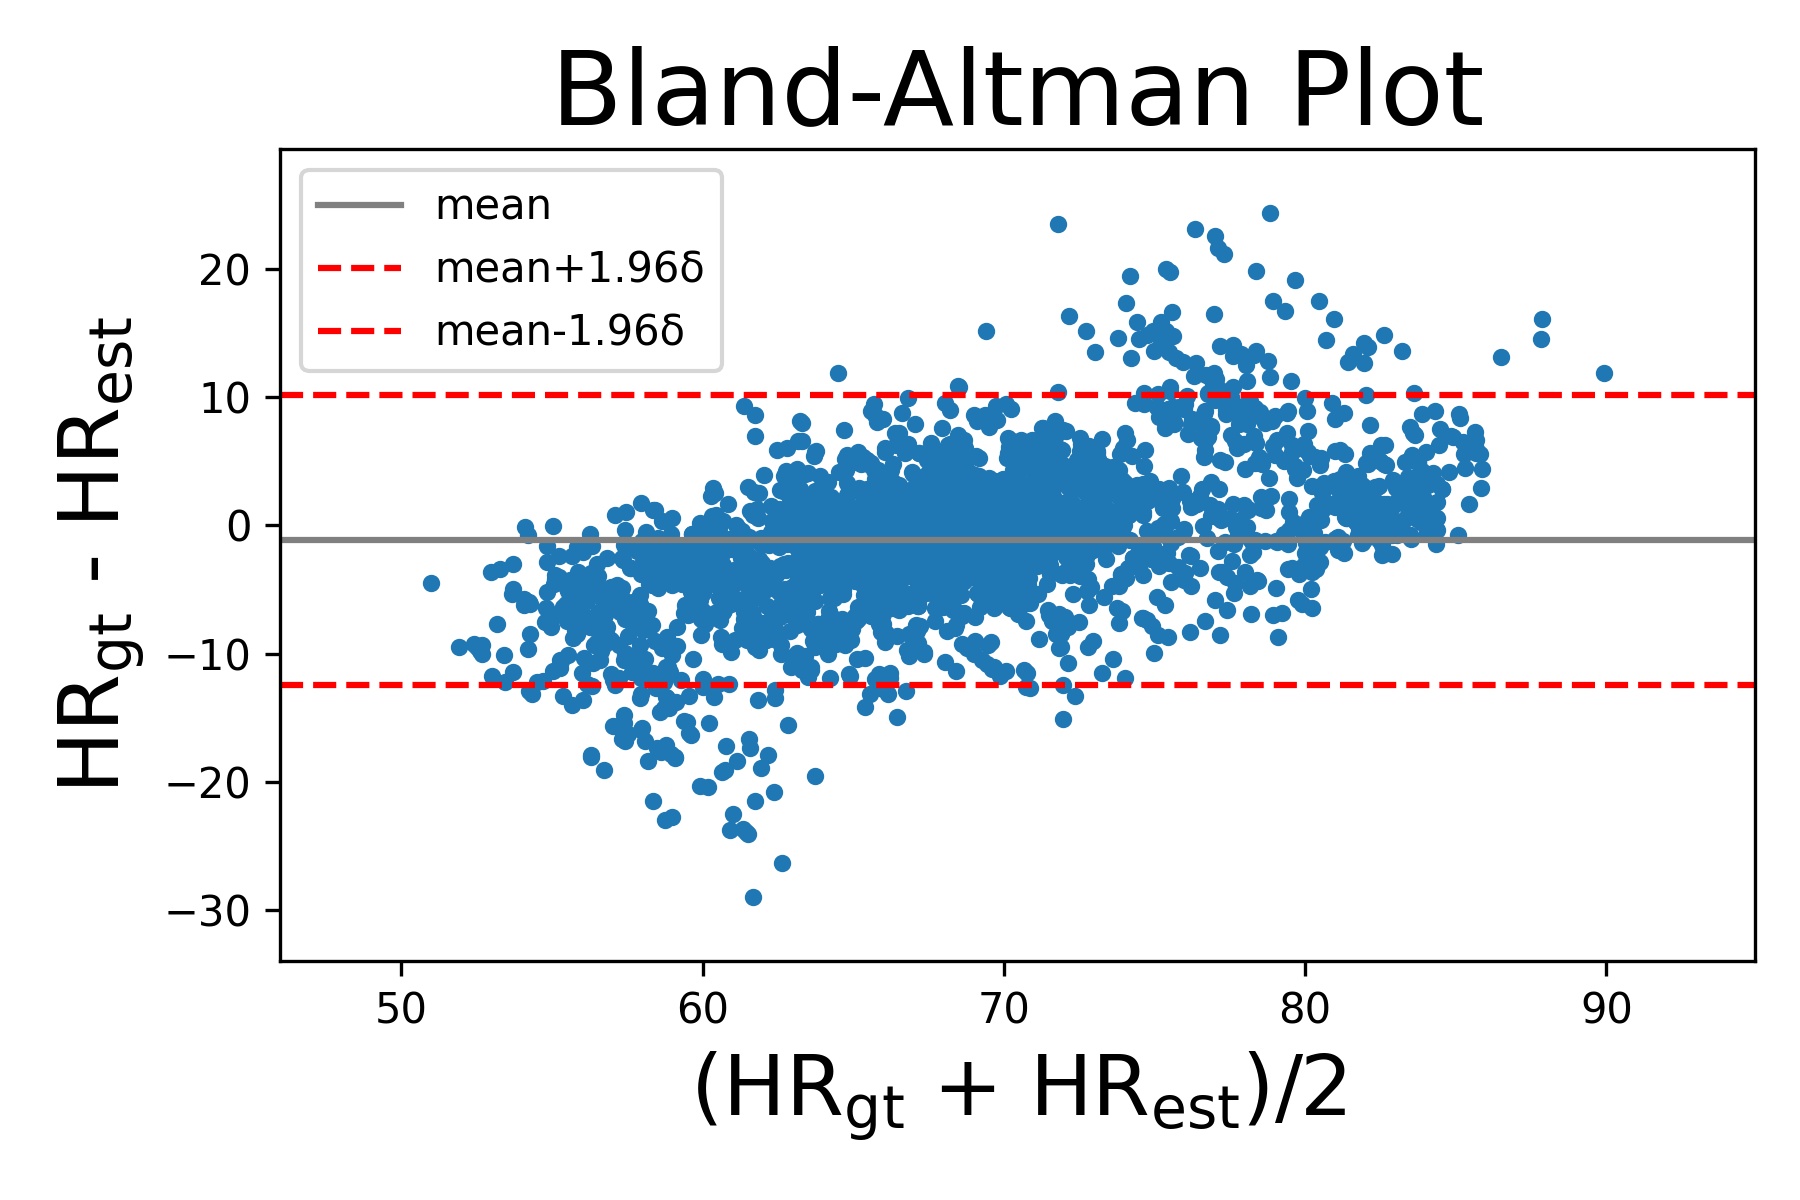 Bland-Altman Plot
mean
mean+1.96δ
mean-1.96δ
HRgt - HRest
20
10
0
−10
−20
−30
50 60 70 80 90
(HRgt + HRest)/2